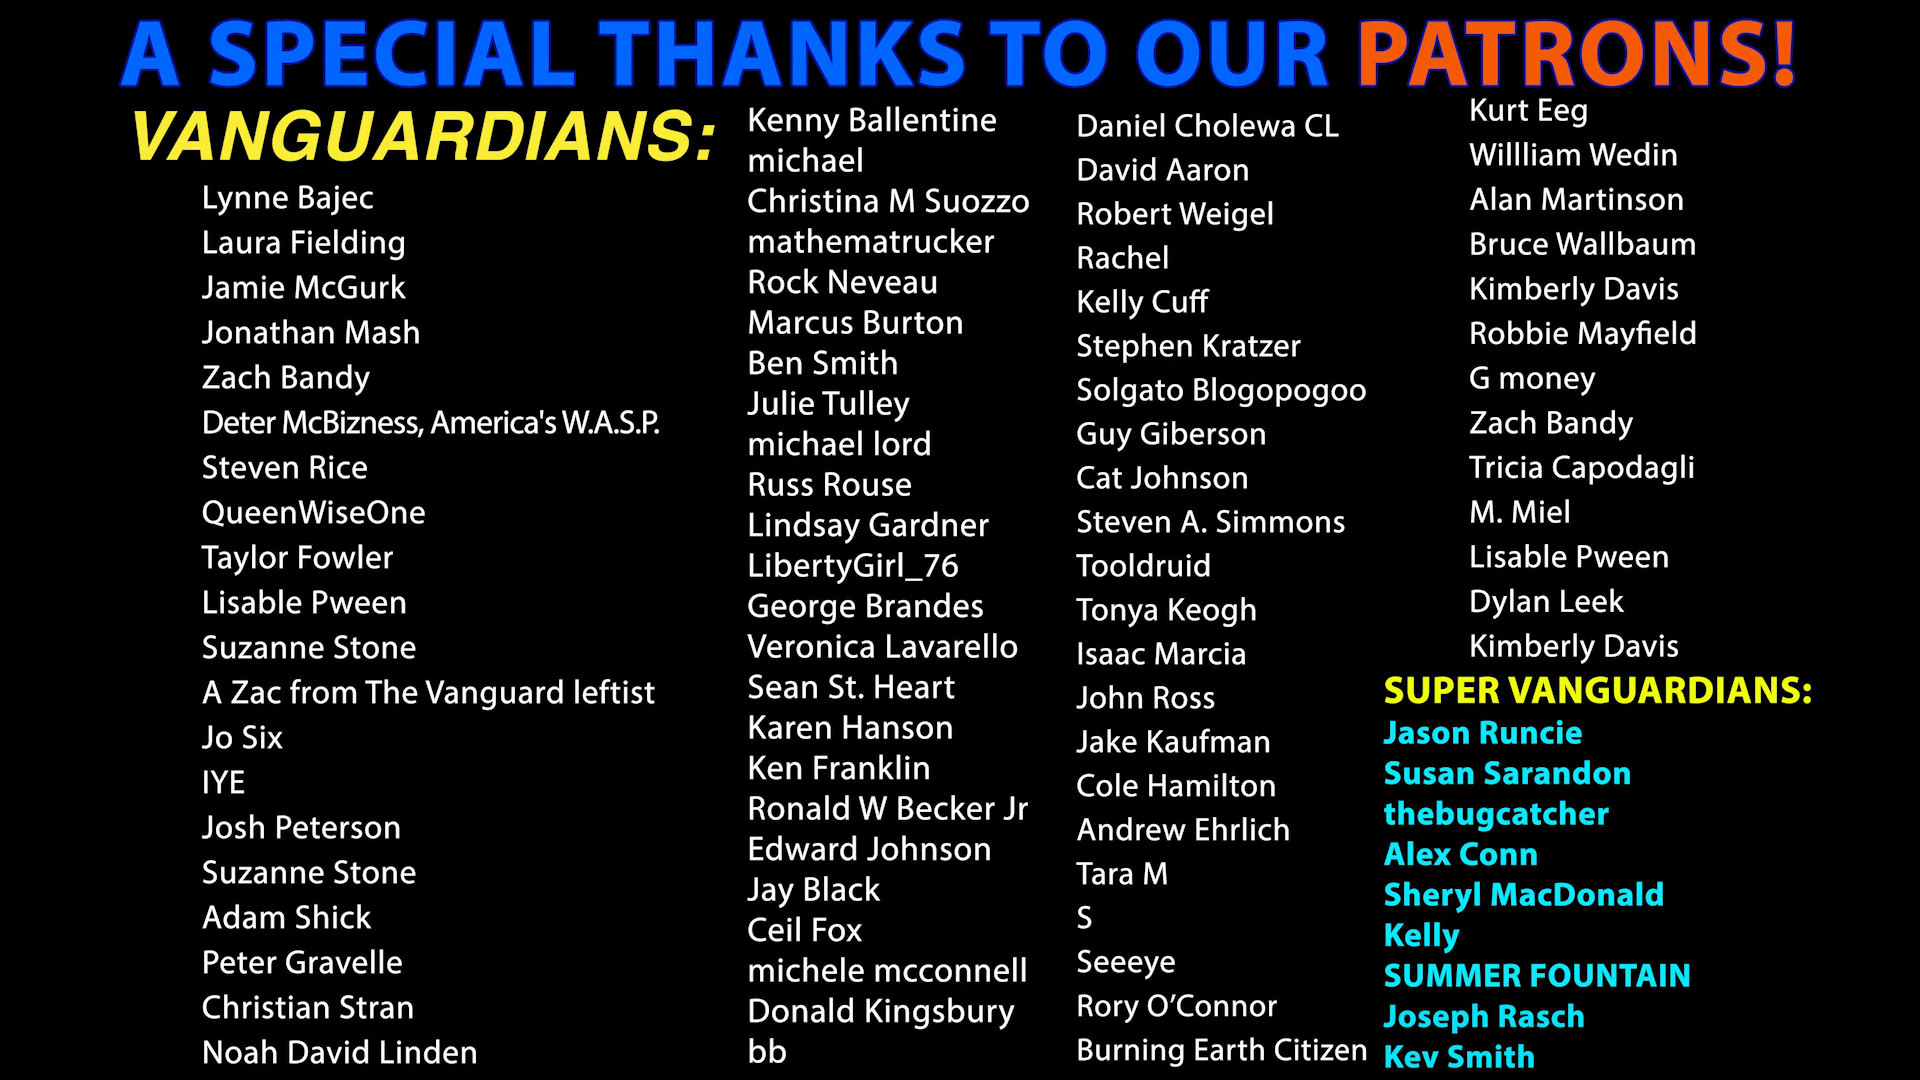 A SPECIAL THANKS TO OUR PATRONS!
VANGUARDIANS:
Lynne Bajec
Laura Fielding
Jamie McGurk
Jonathan Mash
Zach Bandy
Deter McBizness, America's W.A.S.P.
Steven Rice
QueenWiseOne
Taylor Fowler
Lisable Pween
Suzanne Stone
A Zac from The Vanguard leftist
Jo Six
IYE
Josh Peterson
Suzanne Stone
Adam Shick
Peter Gravelle
Christian Stran
Noah David Linden
Kenny Ballentine
michael
Christina M Suozzo
mathematrucker
Rock Neveau
Marcus Burton
Ben Smith
Julie Tulley
michael lord
Russ Rouse
Lindsay Gardner
LibertyGirl_76
George Brandes
Veronica Lavarello
Sean St. Heart
Karen Hanson
Ken Franklin
Ronald W Becker Jr
Edward Johnson
Jay Black
Ceil Fox
michele mcconnell
Donald Kingsbury
bb
Daniel Cholewa CL
David Aaron
Robert Weigel
Rachel
Kelly Cuff
Stephen Kratzer
Solgato Blogopogoo
Guy Giberson
Cat Johnson
Steven A. Simmons
Tooldruid
Tonya Keogh
Isaac Marcia
John Ross
Jake Kaufman
Cole Hamilton
Andrew Ehrlich
Tara M
S
Seeeye
Rory O’Connor
Burning Earth Citizen
Kurt Eeg
Willliam Wedin
Alan Martinson
Bruce Wallbaum
Kimberly Davis
Robbie Mayfield
G money
Zach Bandy
Tricia Capodagli
M. Miel
Lisable Pween
Dylan Leek
Kimberly Davis
SUPER VANGUARDIANS:
Jason Runcie
Susan Sarandon
thebugcatcher
Alex Conn
Sheryl MacDonald
Kelly
SUMMER FOUNTAIN
Joseph Rasch
Kev Smith